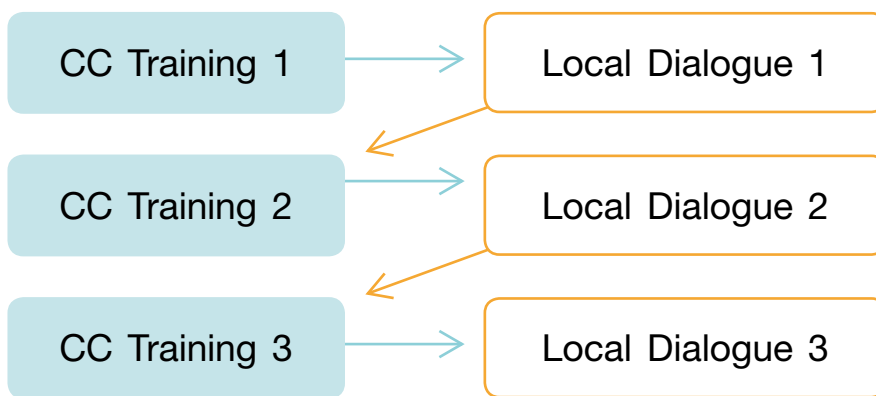 CC Training 1
Local Dialogue 1
CC Training 2
Local Dialogue 2
CC Training 3
Local Dialogue 3